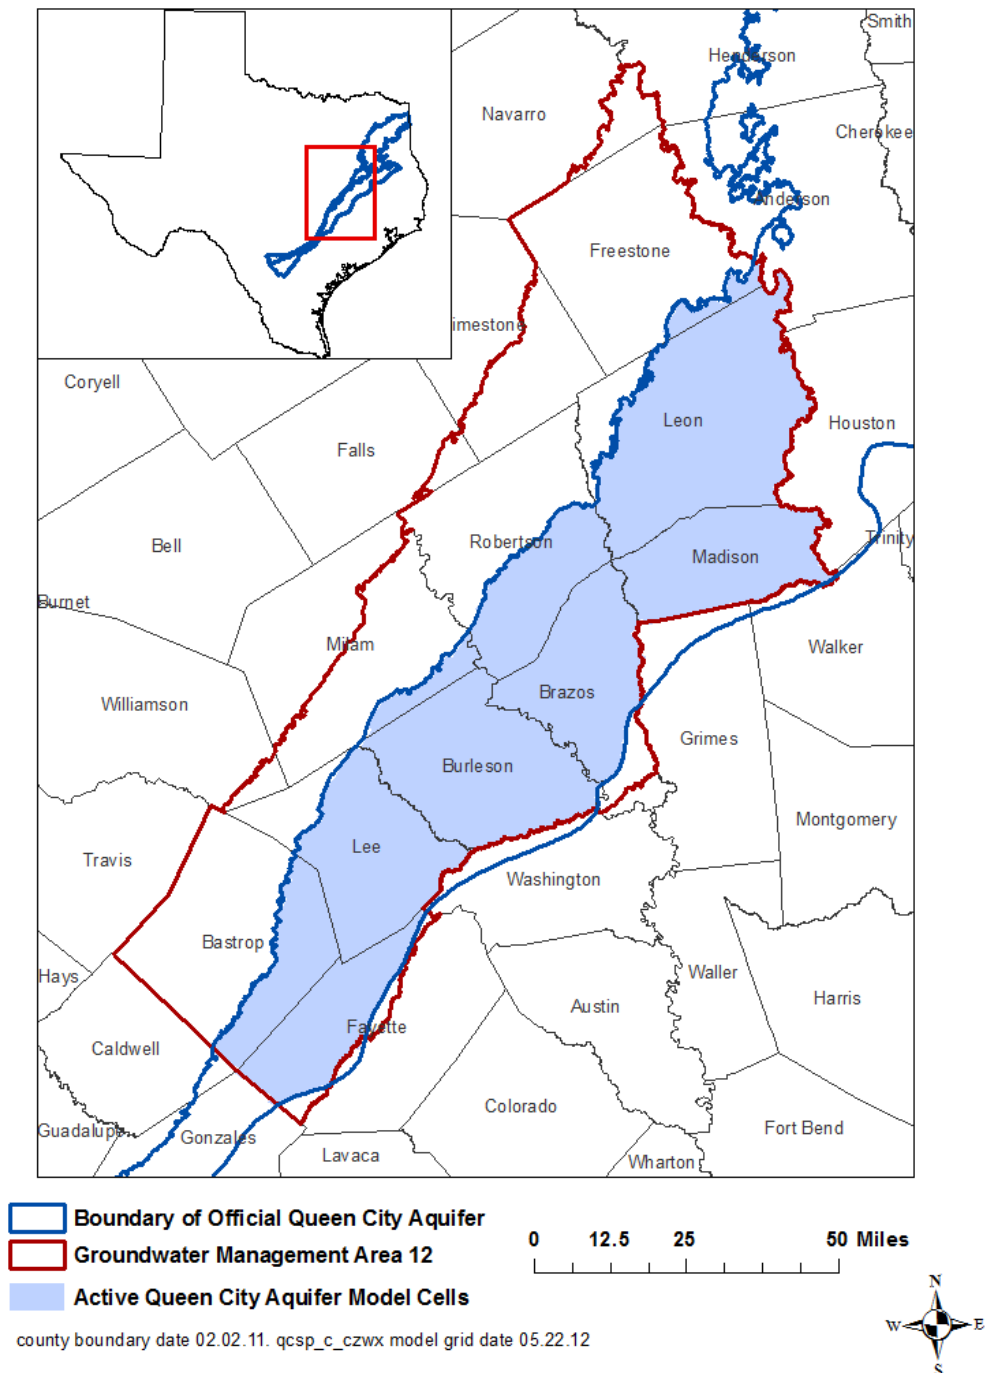 Smith
Henderson
Navarro
Cherokee
Anderson
Freestone
imestone
Coryell
Leon
Houston
Falls
Robertson
Trinity
Bell
Madison
Burnet
Milam
Walker
Williamson
Brazos
Grimes
Burleson
Montgomery
Lee
Travis
Washington
Bastrop
Hays
Waller
Harris
Austin
Fayette
Caldwell
Colorado
Guadalupe
Gonzales
Fort Bend
Lavaca
Wharton
Boundary of Official Queen City Aquifer
Groundwater Management Area 12
Active Queen City Aquifer Model Cells
0 12.5 25 50 Miles
county boundary date 02.02.11. qcsp_c_czwx model grid date 05.22.12
N
W E
S